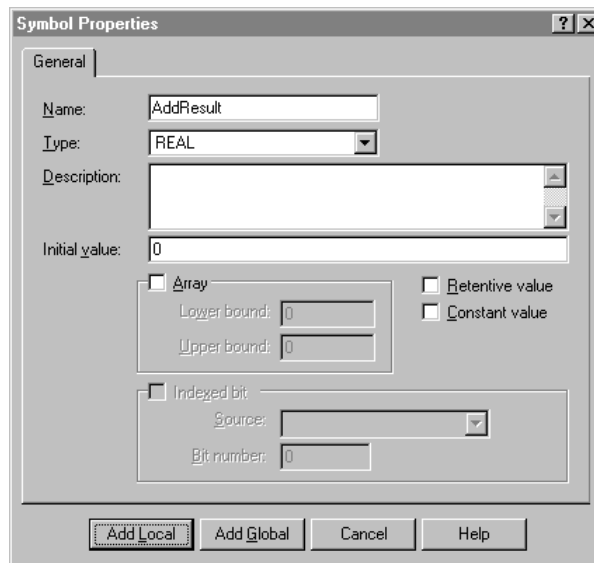 Symbol Properties
General
Name: AddResult
Type: REAL
Description:
Initial value: 0
Array
Lower bound: 0
Upper bound: 0
Retentive value
Constant value
Indexed bit
Source:
Bit number: 0
Add Local Add Global Cancel Help